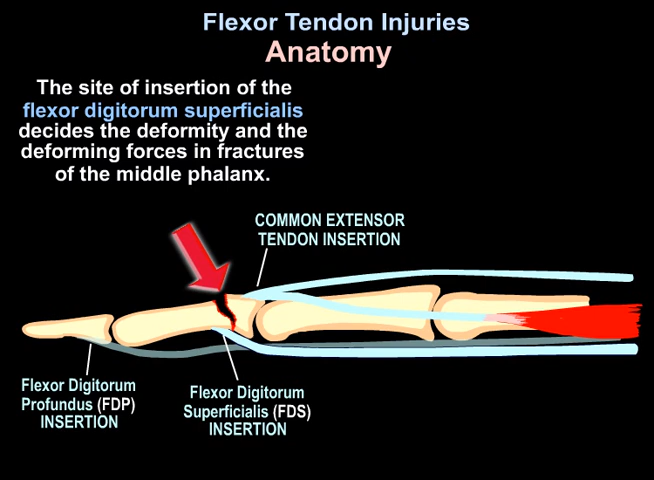 Flexor Tendon Injuries
Anatomy
The site of insertion of the
flexor digitorum superficialis
decides the deformity and the
deforming forces in fractures
of the middle phalanx.
COMMON EXTENSOR
TENDON INSERTION
Flexor Digitorum
Profundus (FDP)
INSERTION
Flexor Digitorum
Superficialis (FDS)
INSERTION